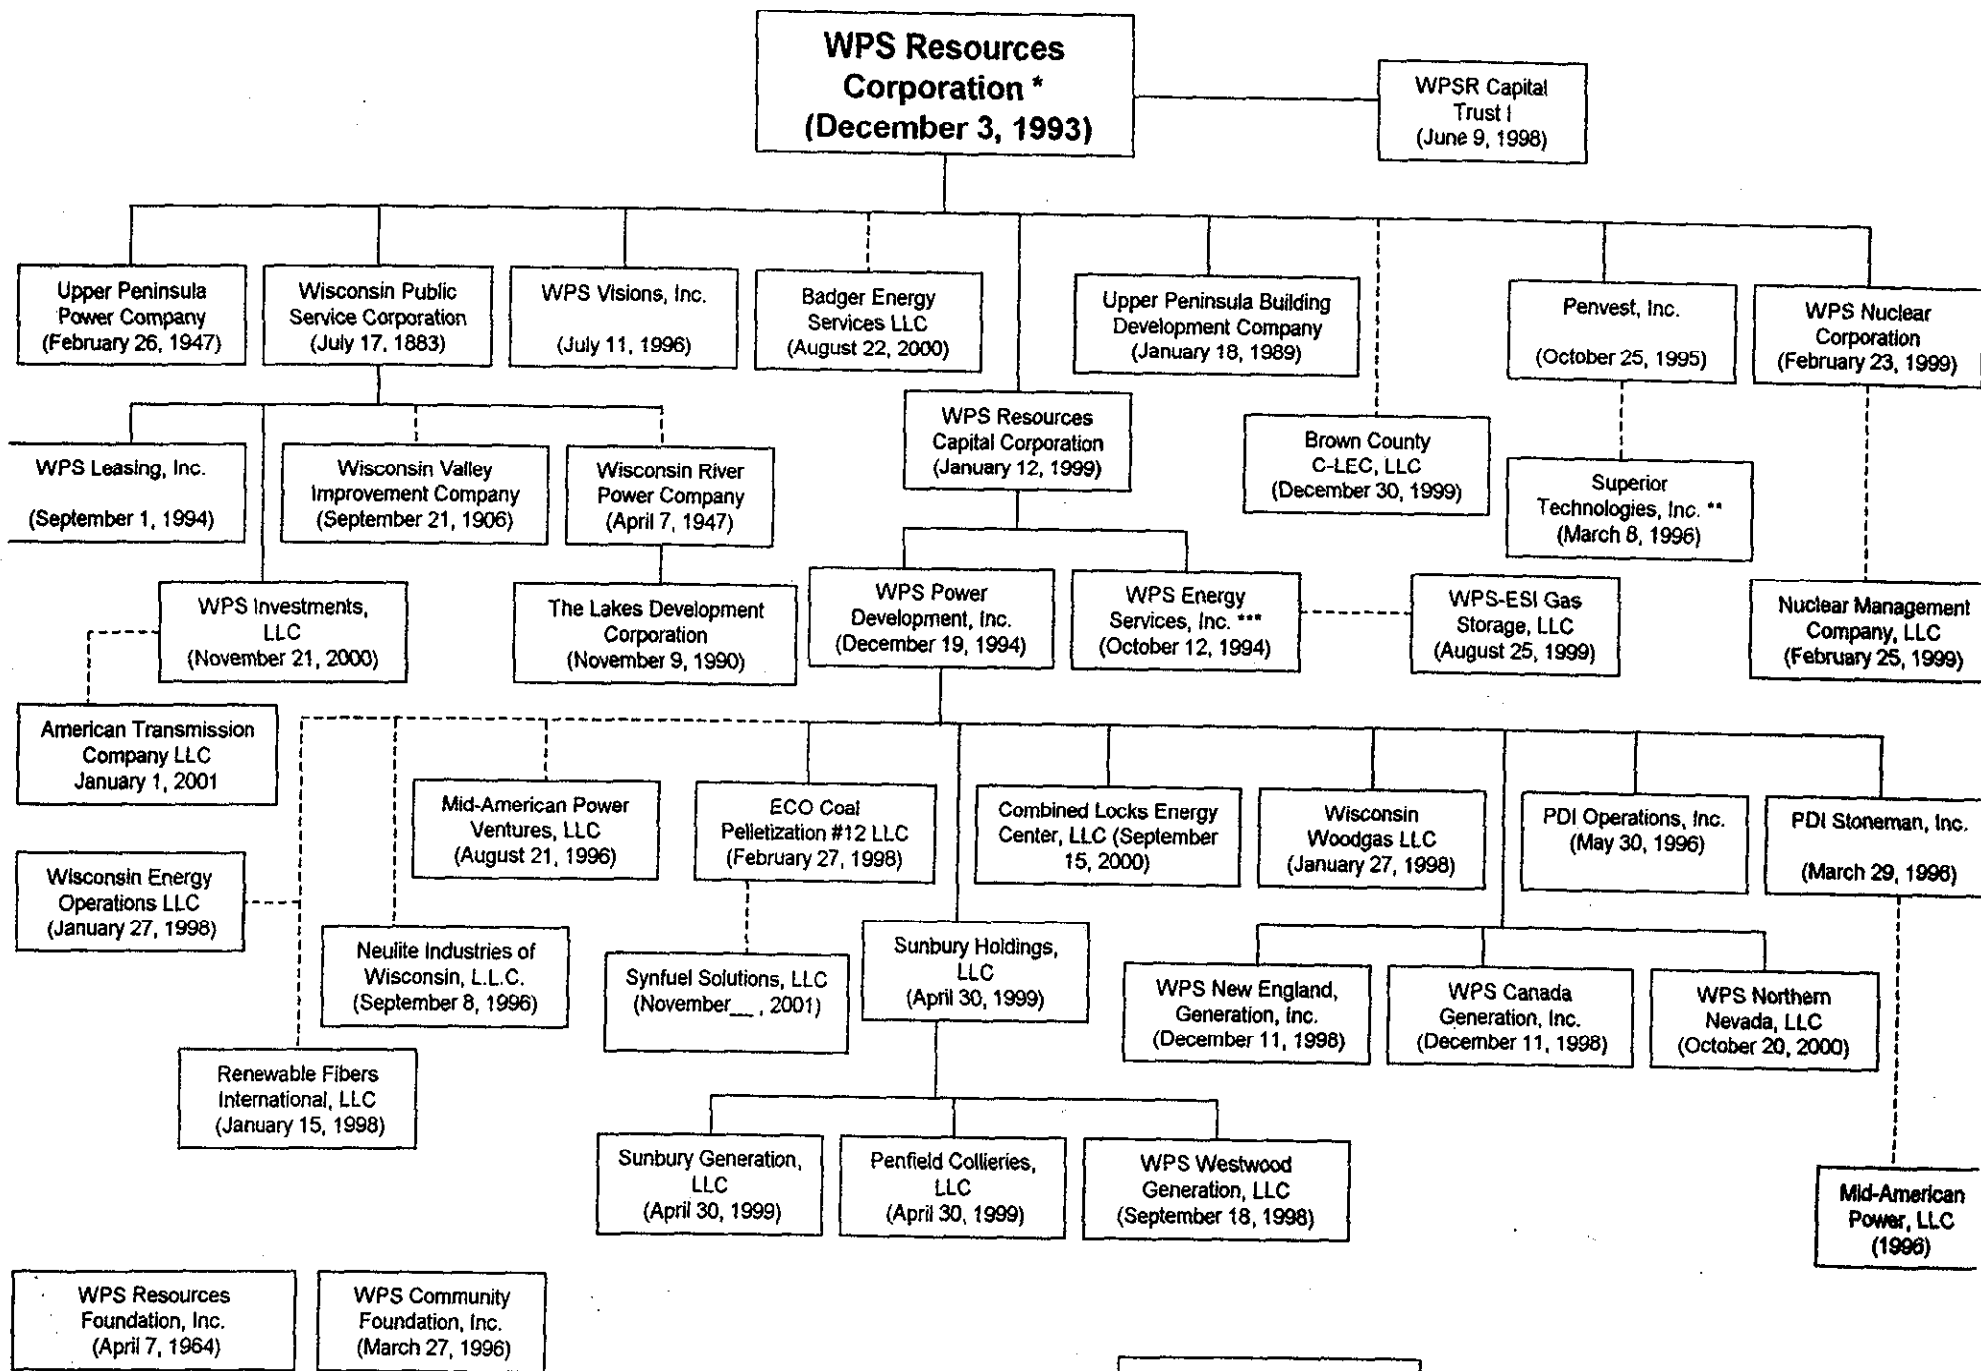 WPS Resources
Corporation *
(December 3, 1993)
WPSR Capital
Trust I
(June 9, 1998)
Upper Peninsula
Power Company
(February 26, 1947)
Wisconsin Public
Service Corporation
(July 17, 1883)
WPS Visions, Inc.
(July 11, 1996)
Badger Energy
Services LLC
(August 22, 2000)
Upper Peninsula Building
Development Company
(January 18, 1989)
Penvest, Inc.
(October 25, 1995)
WPS Nuclear
Corporation
(February 23, 1999)
WPS Leasing, Inc.
(September 1, 1994)
Wisconsin Valley
Improvement Company
(September 21, 1906)
Wisconsin River
Power Company
(April 7, 1947)
WPS Resources
Capital Corporation
(January 12, 1999)
Brown County
C-LEC, LLC
(December 30, 1999)
Superior
Technologies, Inc. **
(March 8, 1996)
WPS Investments,
LLC
(November 21, 2000)
The Lakes Development
Corporation
(November 9, 1990)
WPS Power
Development, Inc.
(December 19, 1994)
WPS Energy
Services, Inc. ***
(October 12, 1994)
WPS-ESI Gas
Storage, LLC
(August 25, 1999)
Nuclear Management
Company, LLC
(February 25, 1999)
American Transmission
Company LLC
January 1, 2001
Mid-American Power
Ventures, LLC
(August 21, 1996)
ECO Coal
Pelletization #12 LLC
(February 27, 1998)
Combined Locks Energy
Center, LLC (September
15, 2000)
Wisconsin
Woodgas LLC
(January 27, 1998)
PDI Operations, Inc.
(May 30, 1996)
PDI Stoneman, Inc.
(March 29, 1996)
Wisconsin Energy
Operations LLC
(January 27, 1998)
Neulite Industries of
Wisconsin, L.L.C.
(September 8, 1996)
Synfuel Solutions, LLC
(November__ , 2001)
Sunbury Holdings,
LLC
(April 30, 1999)
WPS New England,
Generation, Inc.
(December 11, 1998)
WPS Canada
Generation, Inc.
(December 11, 1998)
WPS Northern
Nevada, LLC
(October 20, 2000)
Renewable Fibers
International, LLC
(January 15, 1998)
Sunbury Generation,
LLC
(April 30, 1999)
Penfield Collieries,
LLC
(April 30, 1999)
WPS Westwood
Generation, LLC
(September 18, 1998)
Mid-American
Power, LLC
(1996)
WPS Resources
Foundation, Inc.
(April 7, 1964)
WPS Community
Foundation, Inc.
(March 27, 1996)